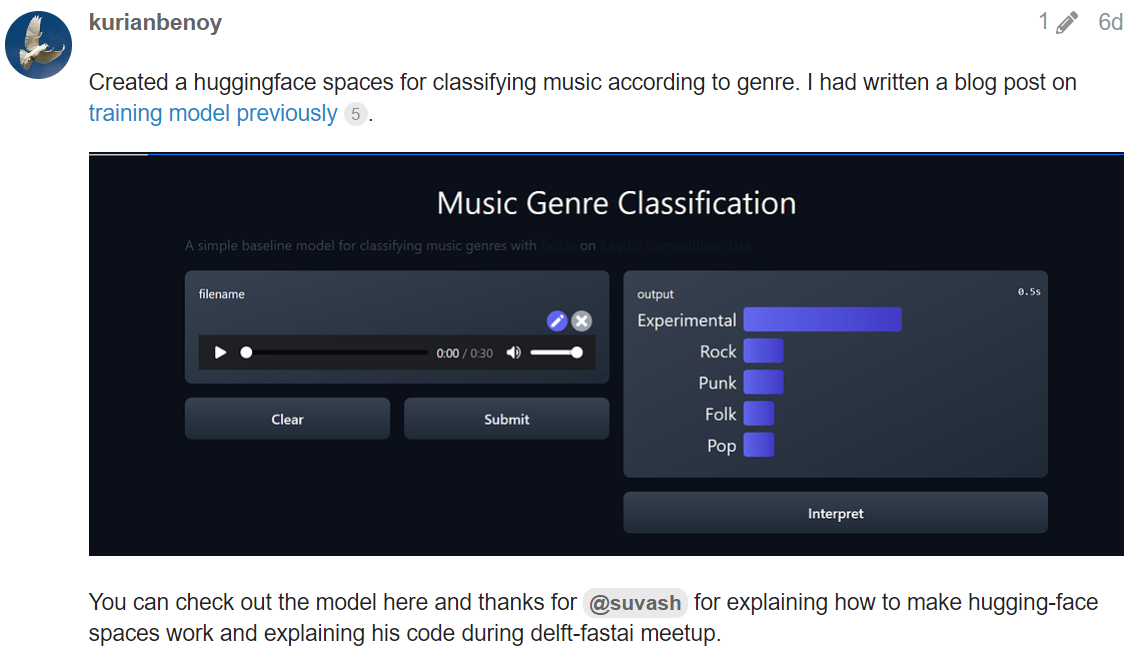 kurianbenoy
1
6d
Created a huggingface spaces for classifying music according to genre. I had written a blog post on
training model previously 5 .
Music Genre Classification
A simple baseline model for classifying music genres with fastai on Kaggle competition data
filename
0:00 / 0:30
Clear
Submit
output
0.5s
Experimental
Rock
Punk
Folk
Pop
Interpret
You can check out the model here and thanks for @suvash for explaining how to make hugging-face
spaces work and explaining his code during delft-fastai meetup.